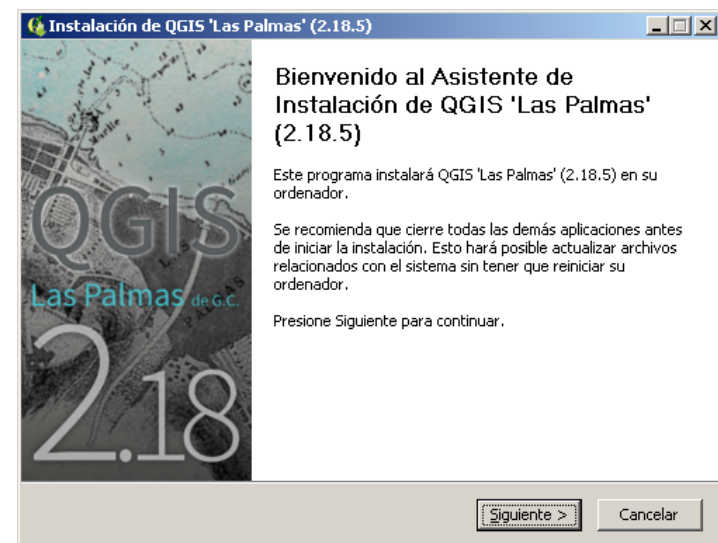 Instalación de QGIS 'Las Palmas' (2.18.5)
Bienvenido al Asistente de
Instalación de QGIS 'Las Palmas'
(2.18.5)
Este programa instalará QGIS 'Las Palmas' (2.18.5) en su
ordenador.
Se recomienda que cierre todas las demás aplicaciones antes
de iniciar la instalación. Esto hará posible actualizar archivos
relacionados con el sistema sin tener que reiniciar su
ordenador.
Presione Siguiente para continuar.
QGIS
Las Palmas de G.C.
2.18
Siguiente >
Cancelar